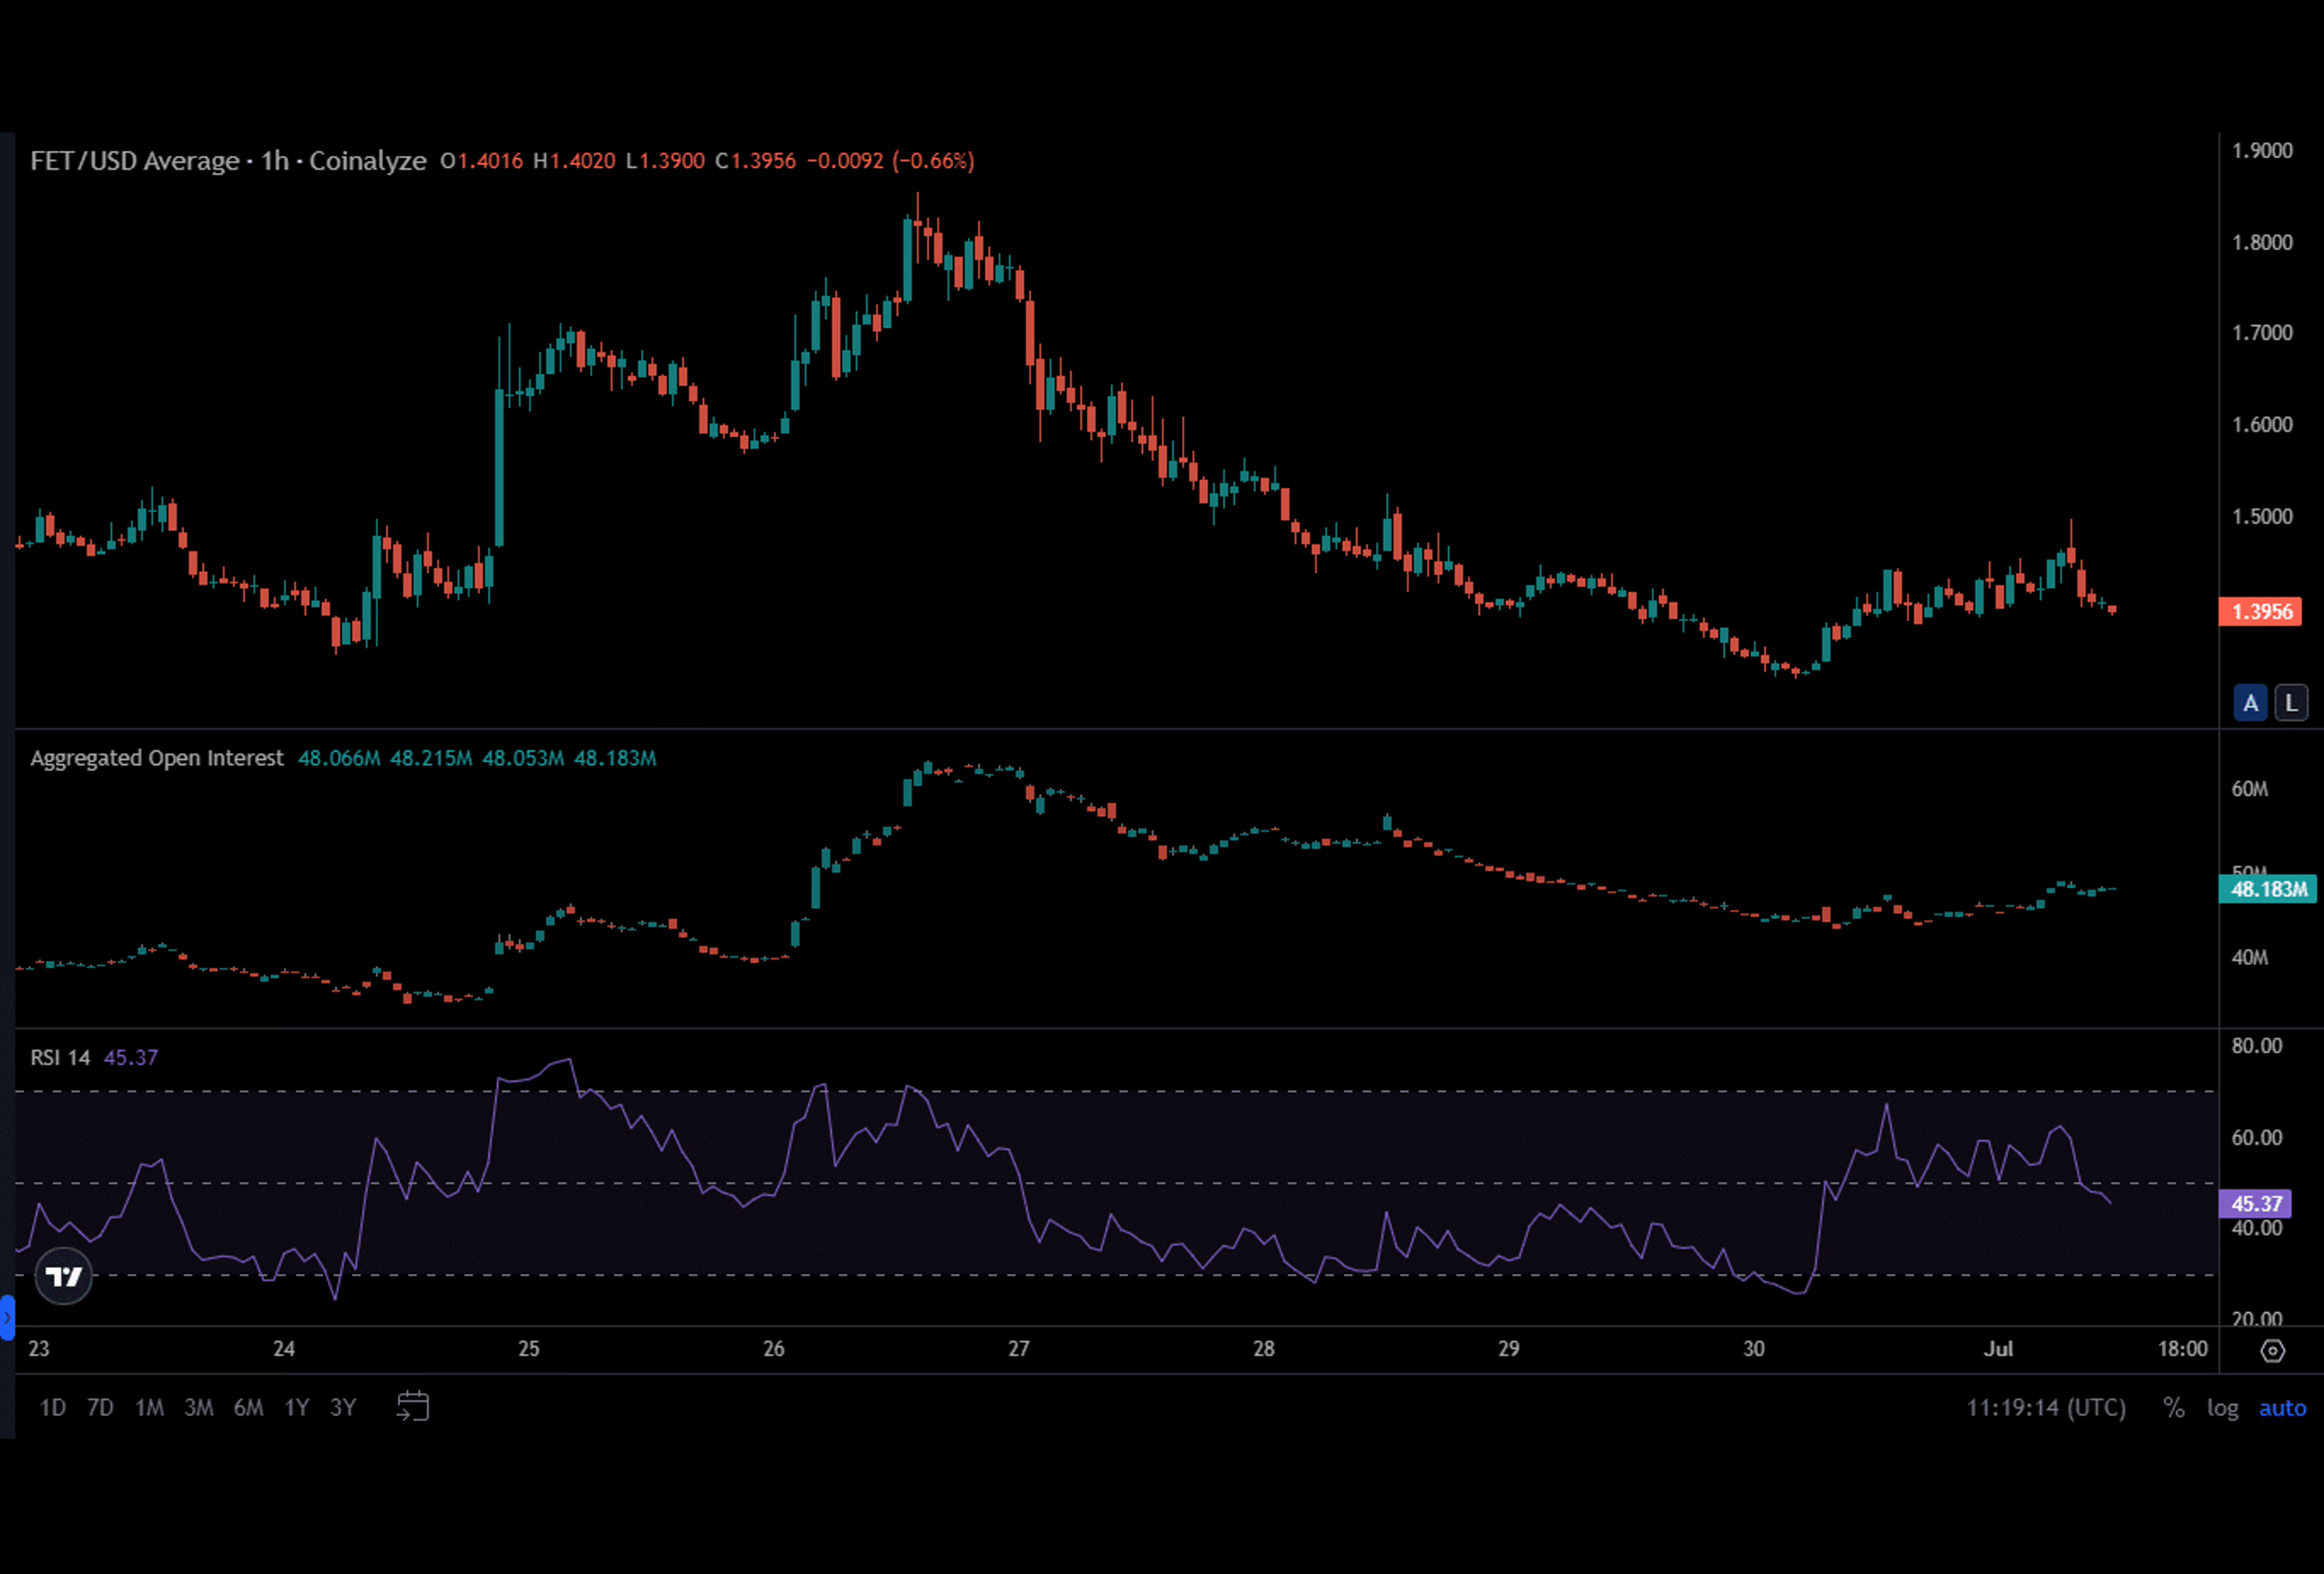 FET/USD Average · 1h · Coinalyze O1.4016 H1.4020 L1.3900 C1.3956 −0.0092 (−0.66%)
1.9000
1.8000
1.7000
1.6000
1.5000
1.3956
A L
Aggregated Open Interest 48.066M 48.215M 48.053M 48.183M
60M
50M
48.183M
40M
RSI 14 45.37
80.00
60.00
45.37
40.00
20.00
23 24 25 26 27 28 29 30 Jul 18:00
1D 7D 1M 3M 6M 1Y 3Y 11:19:14 (UTC) % log auto